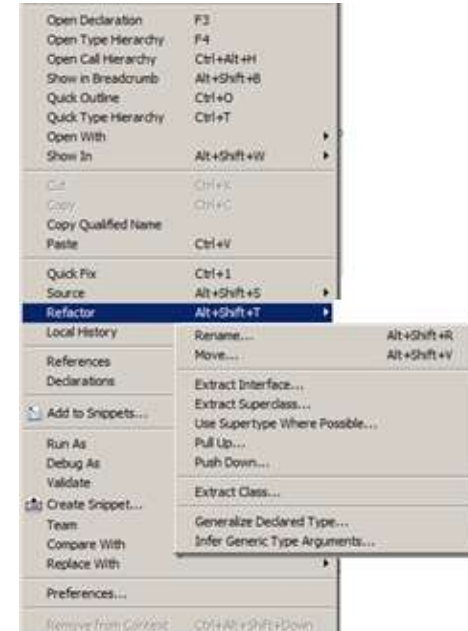 Open Declaration F3
Open Type Hierarchy F4
Open Call Hierarchy Ctrl+Alt+H
Show in Breadcrumb Alt+Shift+B
Quick Outline Ctrl+O
Quick Type Hierarchy Ctrl+T
Open With
Show In Alt+Shift+W
Cut Ctrl+X
Copy Ctrl+C
Copy Qualified Name
Paste Ctrl+V
Quick Fix Ctrl+1
Source Alt+Shift+S
Refactor Alt+Shift+T
Local History
References
Declarations
Add to Snippets...
Run As
Debug As
Validate
Create Snippet...
Team
Compare With
Replace With
Preferences...
Remove from Context Ctrl+Alt+Shift+Down
Rename... Alt+Shift+R
Move... Alt+Shift+V
Extract Interface...
Extract Superclass...
Use Supertype Where Possible...
Pull Up...
Push Down...
Extract Class...
Generalize Declared Type...
Infer Generic Type Arguments...